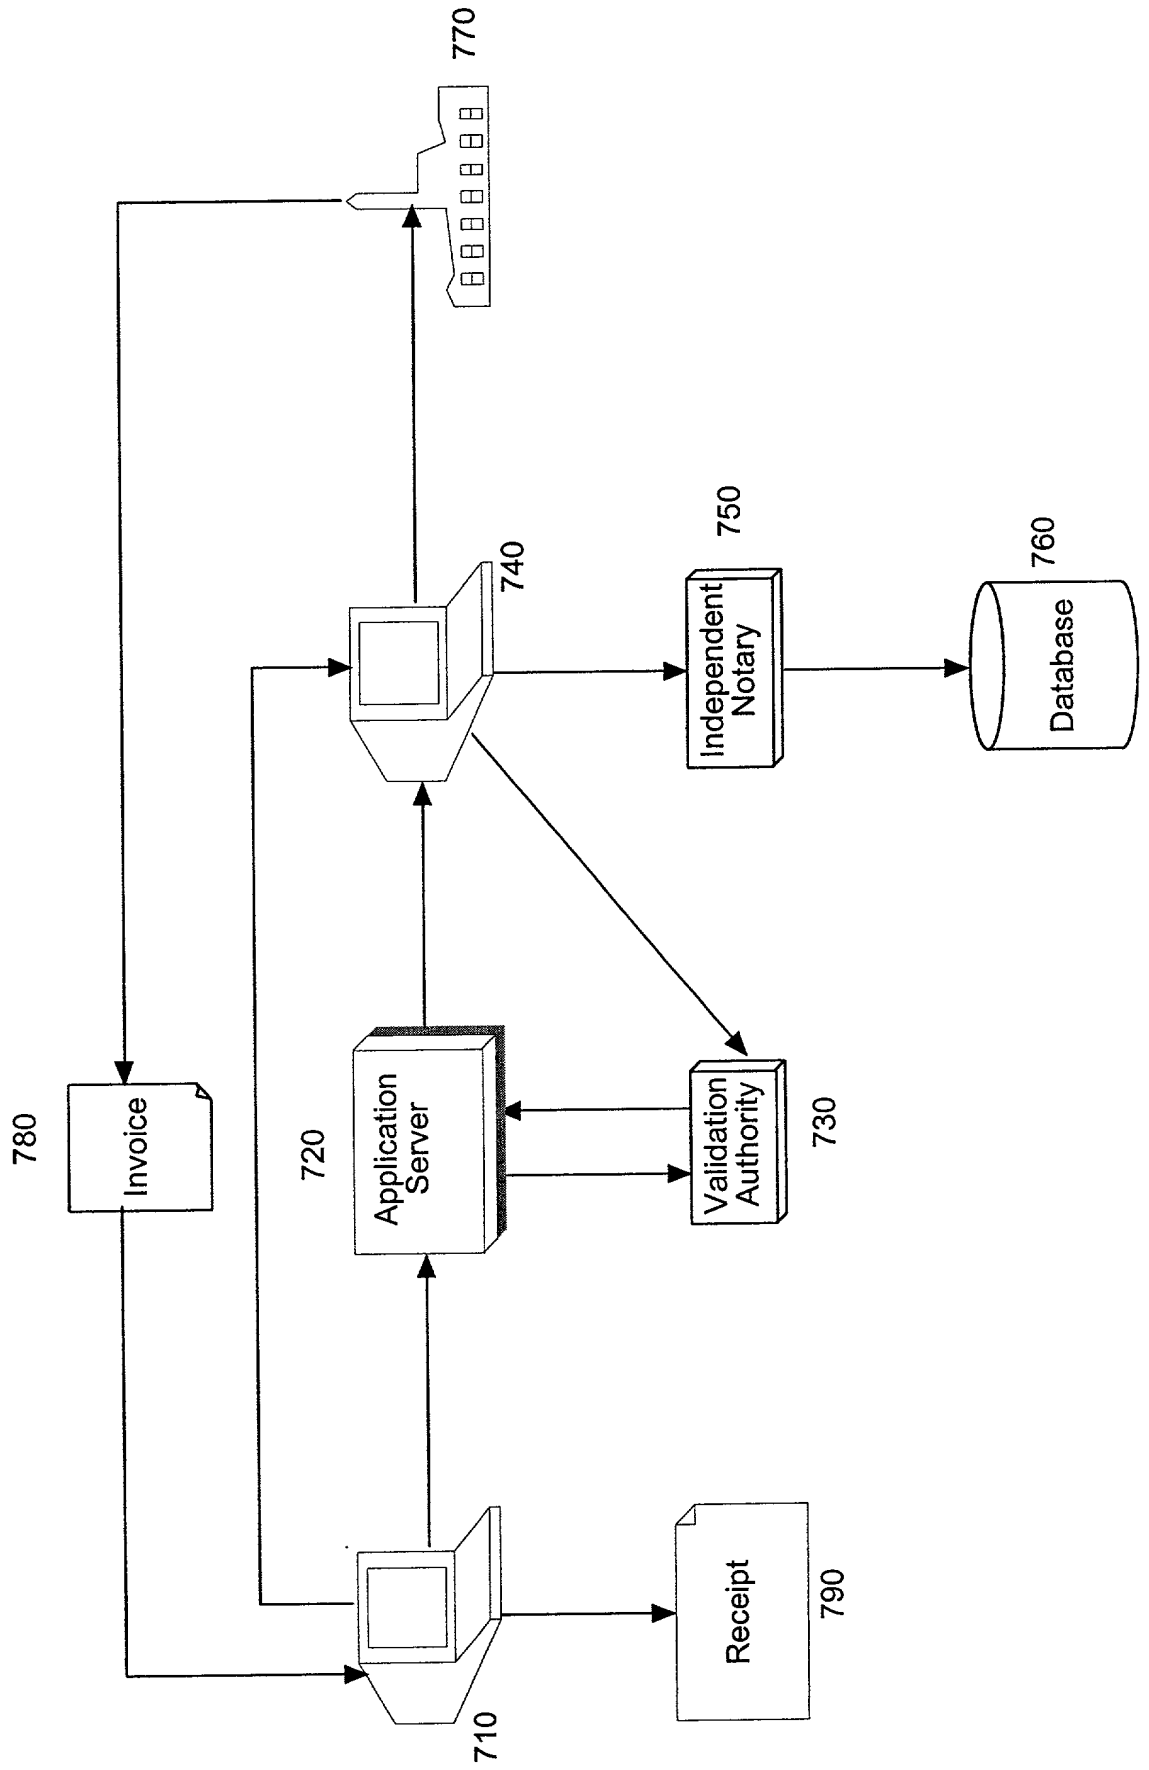 780
Invoice
770
720
Application
Server
740
710
Validation
Authority
730
Independent
Notary
750
Receipt
790
Database
760